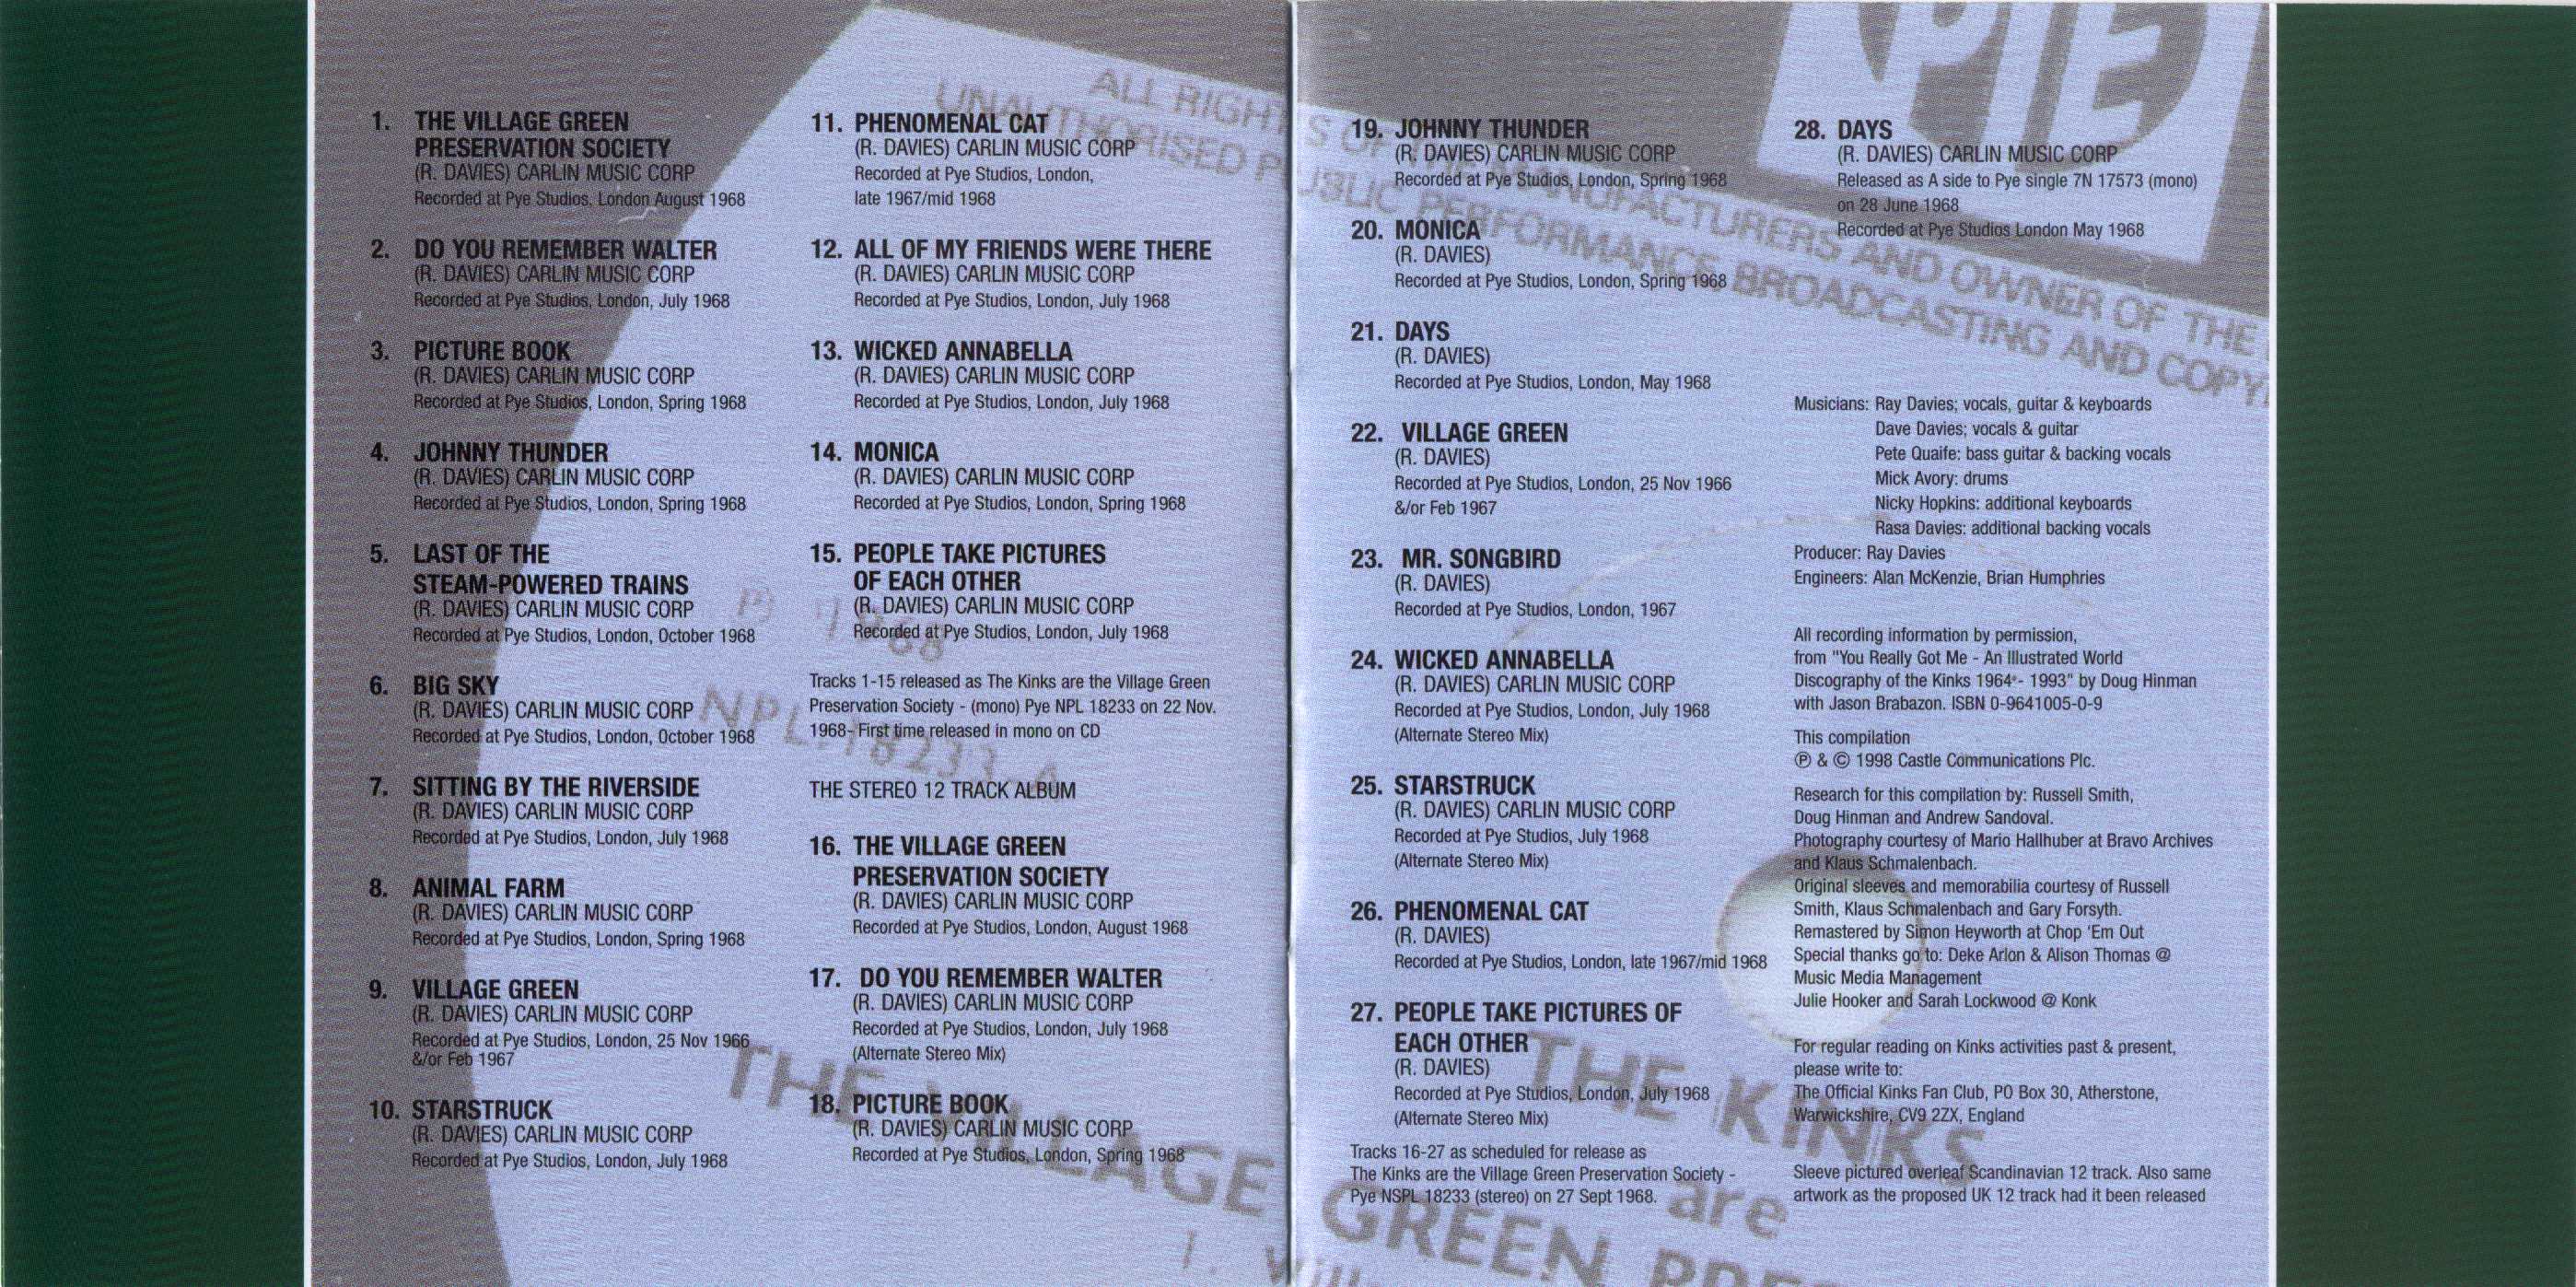 1. THE VILLAGE GREEN
PRESERVATION SOCIETY
(R. DAVIES) CARLIN MUSIC CORP
Recorded at Pye Studios, London August 1968
2. DO YOU REMEMBER WALTER
(R. DAVIES) CARLIN MUSIC CORP
Recorded at Pye Studios, London, July 1968
3. PICTURE BOOK
(R. DAVIES) CARLIN MUSIC CORP
Recorded at Pye Studios, London, Spring 1968
4. JOHNNY THUNDER
(R. DAVIES) CARLIN MUSIC CORP
Recorded at Pye Studios, London, Spring 1968
5. LAST OF THE
STEAM-POWERED TRAINS
(R. DAVIES) CARLIN MUSIC CORP
Recorded at Pye Studios, London, October 1968
6. BIG SKY
(R. DAVIES) CARLIN MUSIC CORP
Recorded at Pye Studios, London, October 1968
7. SITTING BY THE RIVERSIDE
(R. DAVIES) CARLIN MUSIC CORP
Recorded at Pye Studios, London, July 1968
8. ANIMAL FARM
(R. DAVIES) CARLIN MUSIC CORP
Recorded at Pye Studios, London, Spring 1968
9. VILLAGE GREEN
(R. DAVIES) CARLIN MUSIC CORP
Recorded at Pye Studios, London, 25 Nov 1966
&/or Feb 1967
10. STARSTRUCK
(R. DAVIES) CARLIN MUSIC CORP
Recorded at Pye Studios, London, July 1968
11. PHENOMENAL CAT
(R. DAVIES) CARLIN MUSIC CORP
Recorded at Pye Studios, London,
late 1967/mid 1968
12. ALL OF MY FRIENDS WERE THERE
(R. DAVIES) CARLIN MUSIC CORP
Recorded at Pye Studios, London, July 1968
13. WICKED ANNABELLA
(R. DAVIES) CARLIN MUSIC CORP
Recorded at Pye Studios, London, July 1968
14. MONICA
(R. DAVIES) CARLIN MUSIC CORP
Recorded at Pye Studios, London, Spring 1968
15. PEOPLE TAKE PICTURES
OF EACH OTHER
(R. DAVIES) CARLIN MUSIC CORP
Recorded at Pye Studios, London, July 1968
Tracks 1-15 released as The Kinks are the Village Green
Preservation Society - (mono) Pye NPL 18233 on 22 Nov.
1968- First time released in mono on CD
THE STEREO 12 TRACK ALBUM
16. THE VILLAGE GREEN
PRESERVATION SOCIETY
(R. DAVIES) CARLIN MUSIC CORP
Recorded at Pye Studios, London, August 1968
17. DO YOU REMEMBER WALTER
(R. DAVIES) CARLIN MUSIC CORP
Recorded at Pye Studios, London, July 1968
(Alternate Stereo Mix)
18. PICTURE BOOK
(R. DAVIES) CARLIN MUSIC CORP
Recorded at Pye Studios, London, Spring 1968
19. JOHNNY THUNDER
(R. DAVIES) CARLIN MUSIC CORP
Recorded at Pye Studios, London, Spring 1968
20. MONICA
(R. DAVIES)
Recorded at Pye Studios, London, Spring 1968
21. DAYS
(R. DAVIES)
Recorded at Pye Studios, London, May 1968
22. VILLAGE GREEN
(R. DAVIES)
Recorded at Pye Studios, London, 25 Nov 1966
&/or Feb 1967
23. MR. SONGBIRD
(R. DAVIES)
Recorded at Pye Studios, London, 1967
24. WICKED ANNABELLA
(R. DAVIES) CARLIN MUSIC CORP
Recorded at Pye Studios, London, July 1968
(Alternate Stereo Mix)
25. STARSTRUCK
(R. DAVIES) CARLIN MUSIC CORP
Recorded at Pye Studios, July 1968
(Alternate Stereo Mix)
26. PHENOMENAL CAT
(R. DAVIES)
Recorded at Pye Studios, London, late 1967/mid 1968
27. PEOPLE TAKE PICTURES OF
EACH OTHER
(R. DAVIES)
Recorded at Pye Studios, London, July 1968
(Alternate Stereo Mix)
Tracks 16-27 as scheduled for release as
The Kinks are the Village Green Preservation Society -
Pye NSPL 18233 (stereo) on 27 Sept 1968.
28. DAYS
(R. DAVIES) CARLIN MUSIC CORP
Released as A side to Pye single 7N 17573 (mono)
on 28 June 1968
Recorded at Pye Studios London May 1968
Musicians: Ray Davies; vocals, guitar & keyboards
Dave Davies; vocals & guitar
Pete Quaife: bass guitar & backing vocals
Mick Avory: drums
Nicky Hopkins: additional keyboards
Rasa Davies: additional backing vocals
Producer: Ray Davies
Engineers: Alan McKenzie, Brian Humphries
All recording information by permission,
from "You Really Got Me - An Illustrated World
Discography of the Kinks 1964 - 1993" by Doug Hinman
with Jason Brabazon. ISBN 0-9641005-0-9
This compilation
℗ & © 1998 Castle Communications Plc.
Research for this compilation by: Russell Smith,
Doug Hinman and Andrew Sandoval.
Photography courtesy of Mario Hallhuber at Bravo Archives
and Klaus Schmalenbach.
Original sleeves and memorabilia courtesy of Russell
Smith, Klaus Schmalenbach and Gary Forsyth.
Remastered by Simon Heyworth at Chop 'Em Out
Special thanks go to: Deke Arlon & Alison Thomas @
Music Media Management
Julie Hooker and Sarah Lockwood @ Konk
For regular reading on Kinks activities past & present,
please write to:
The Official Kinks Fan Club, PO Box 30, Atherstone,
Warwickshire, CV9 2ZX, England
Sleeve pictured overleaf Scandinavian 12 track. Also same
artwork as the proposed UK 12 track had it been released
ALL RIGHTS OF THE MANUFACTURERS AND OWNER OF THE
UNAUTHORISED PUBLIC PERFORMANCE BROADCASTING AND
PYE
℗ 1968
NPL.18233-A
THE KINKS
are
THE VILLAGE GREEN
1.